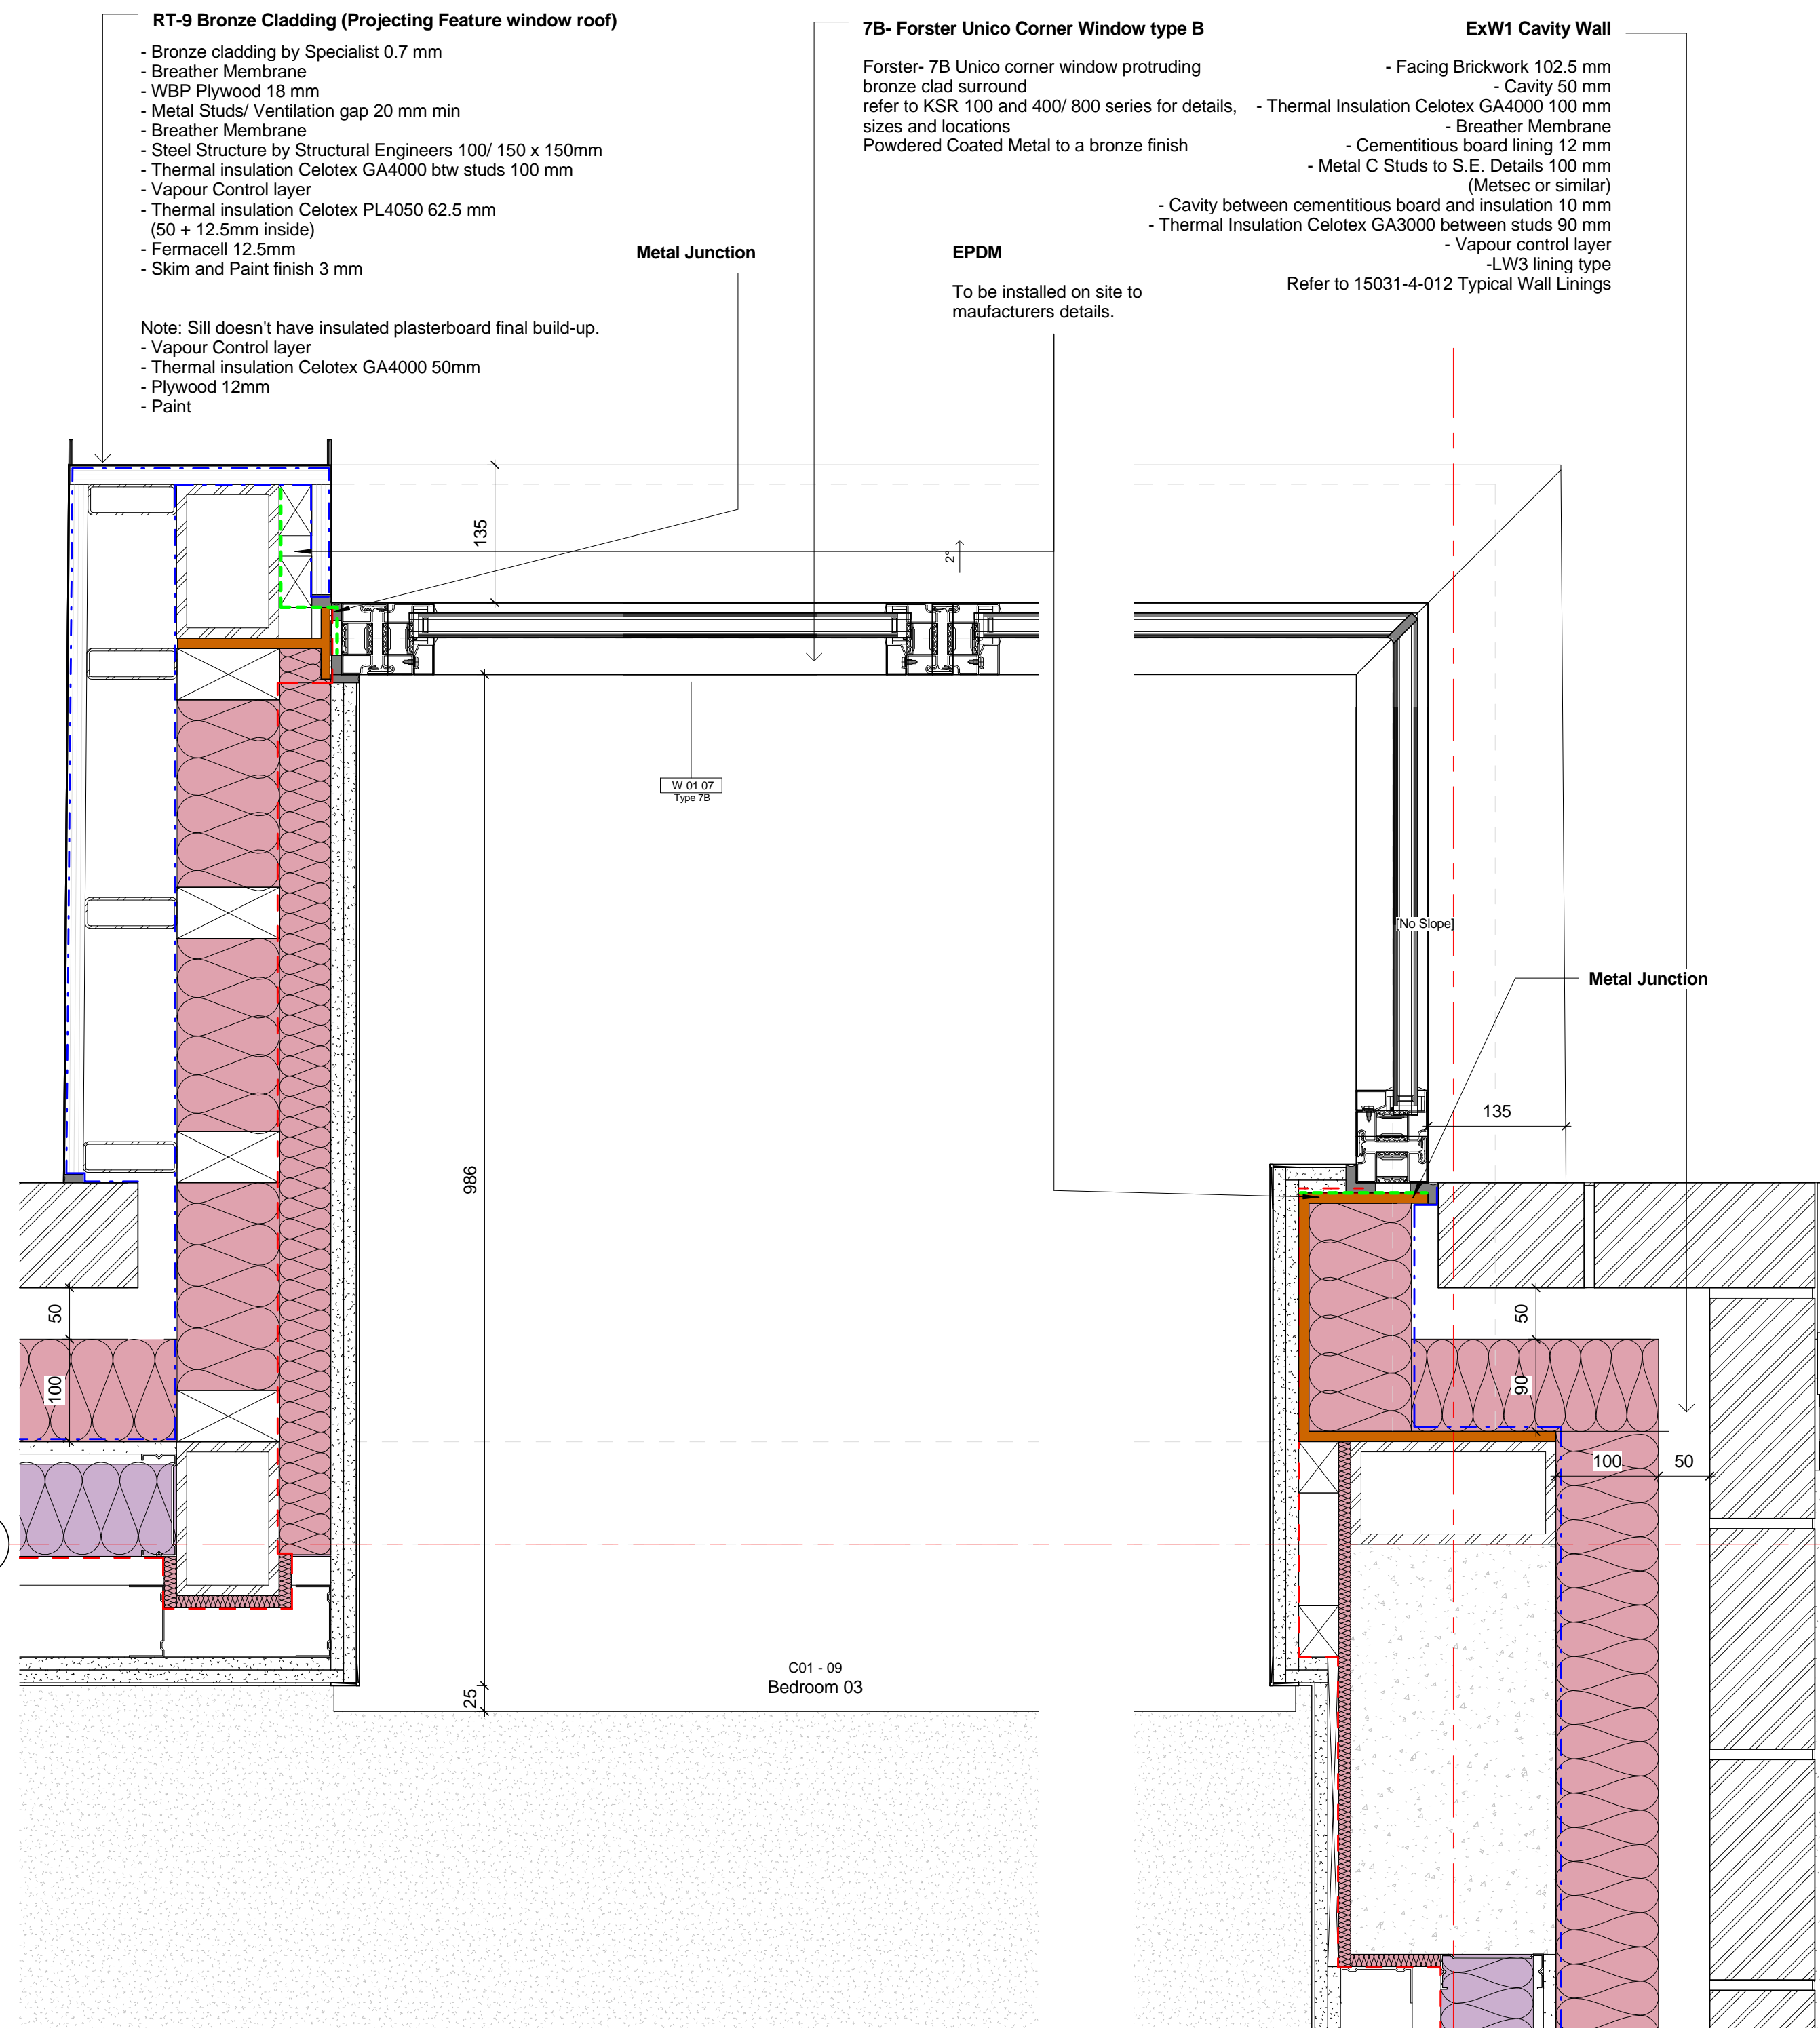 RT-9 Bronze Cladding (Projecting Feature window roof)
- Bronze cladding by Specialist 0.7 mm
- Breather Membrane
- WBP Plywood 18 mm
- Metal Studs/ Ventilation gap 20 mm min
- Breather Membrane
- Steel Structure by Structural Engineers 100/ 150 x 150mm
- Thermal insulation Celotex GA4000 btw studs 100 mm
- Vapour Control layer
- Thermal insulation Celotex PL4050 62.5 mm
(50 + 12.5mm inside)
- Fermacell 12.5mm
- Skim and Paint finish 3 mm
Note: Sill doesn't have insulated plasterboard final build-up.
- Vapour Control layer
- Thermal insulation Celotex GA4000 50mm
- Plywood 12mm
- Paint
Metal Junction
7B- Forster Unico Corner Window type B
Forster- 7B Unico corner window protruding
bronze clad surround
refer to KSR 100 and 400/ 800 series for details,
sizes and locations
Powdered Coated Metal to a bronze finish
EPDM
To be installed on site to
maufacturers details.
ExW1 Cavity Wall
- Facing Brickwork 102.5 mm
- Cavity 50 mm
- Thermal Insulation Celotex GA4000 100 mm
- Breather Membrane
- Cementitious board lining 12 mm
- Metal C Studs to S.E. Details 100 mm
(Metsec or similar)
- Cavity between cementitious board and insulation 10 mm
- Thermal Insulation Celotex GA3000 between studs 90 mm
- Vapour control layer
-LW3 lining type
Refer to 15031-4-012 Typical Wall Linings
135
2°
W 01 07
Type 7B
[No Slope]
Metal Junction
135
986
50
100
50
90
100
50
25
C01 - 09
Bedroom 03